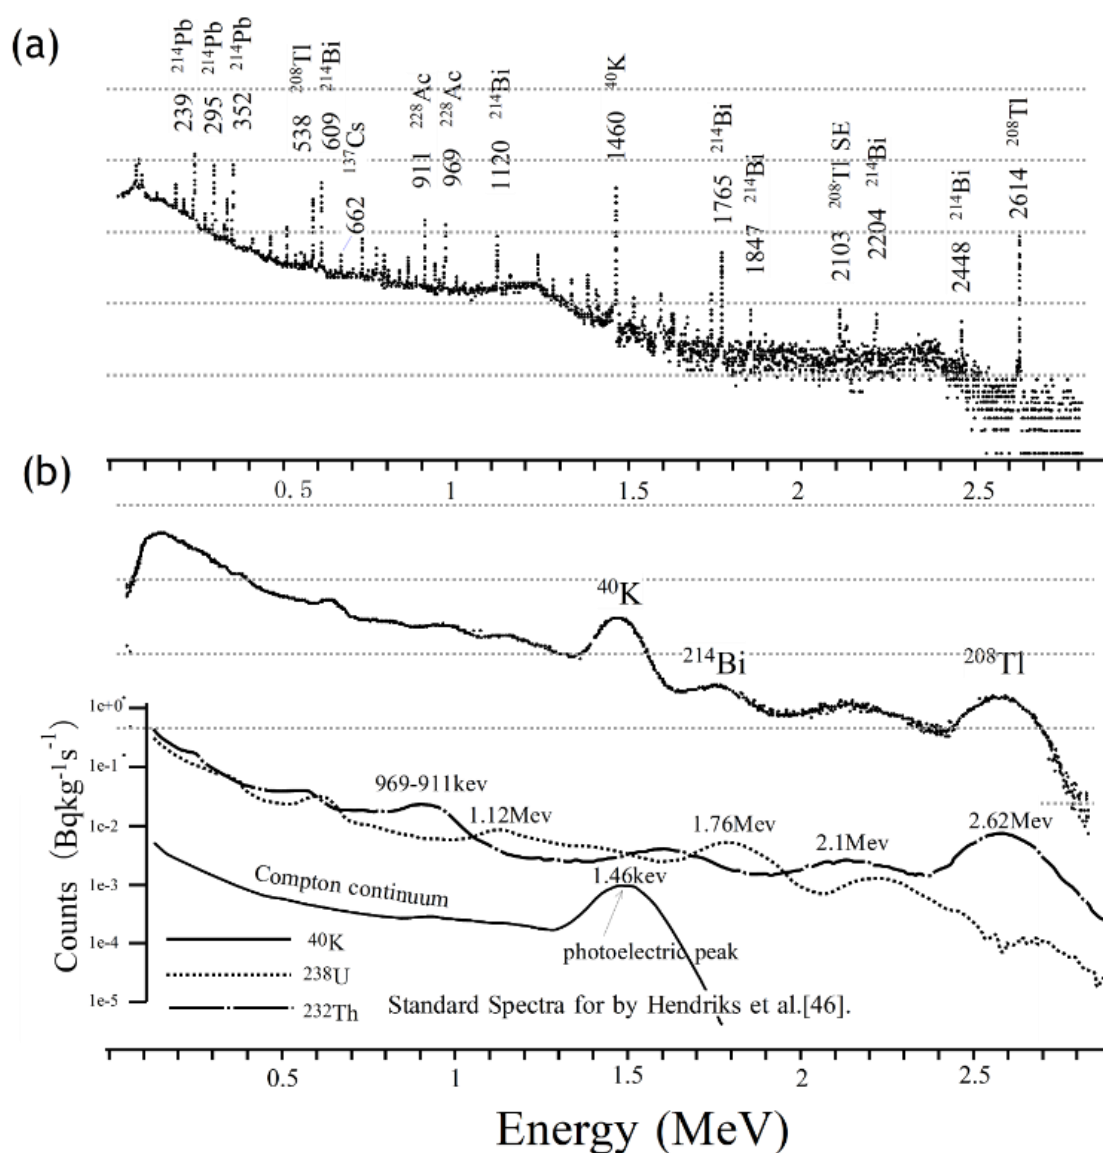 (a)
239 ²¹⁴Pb
295 ²¹⁴Pb
352 ²¹⁴Pb
538 ²⁰⁸Tl
609 ²¹⁴Bi
662 ¹³⁷Cs
911 ²²⁸Ac
969 ²²⁸Ac
1120 ²¹⁴Bi
1460 ⁴⁰K
1765 ²¹⁴Bi
1847 ²¹⁴Bi
2103 ²⁰⁸Tl SE
2204 ²¹⁴Bi
2448 ²¹⁴Bi
2614 ²⁰⁸Tl
0.5 1 1.5 2 2.5
(b)
⁴⁰K
²¹⁴Bi
²⁰⁸Tl
Counts (Bqkg⁻¹s⁻¹)
1e+0
1e-1
1e-2
1e-3
1e-4
1e-5
969-911kev
1.12Mev
1.76Mev
2.1Mev
2.62Mev
Compton continuum
1.46kev
photoelectric peak
⁴⁰K
²³⁸U
²³²Th
Standard Spectra for by Hendriks et al.[46].
0.5 1 1.5 2 2.5
Energy (MeV)